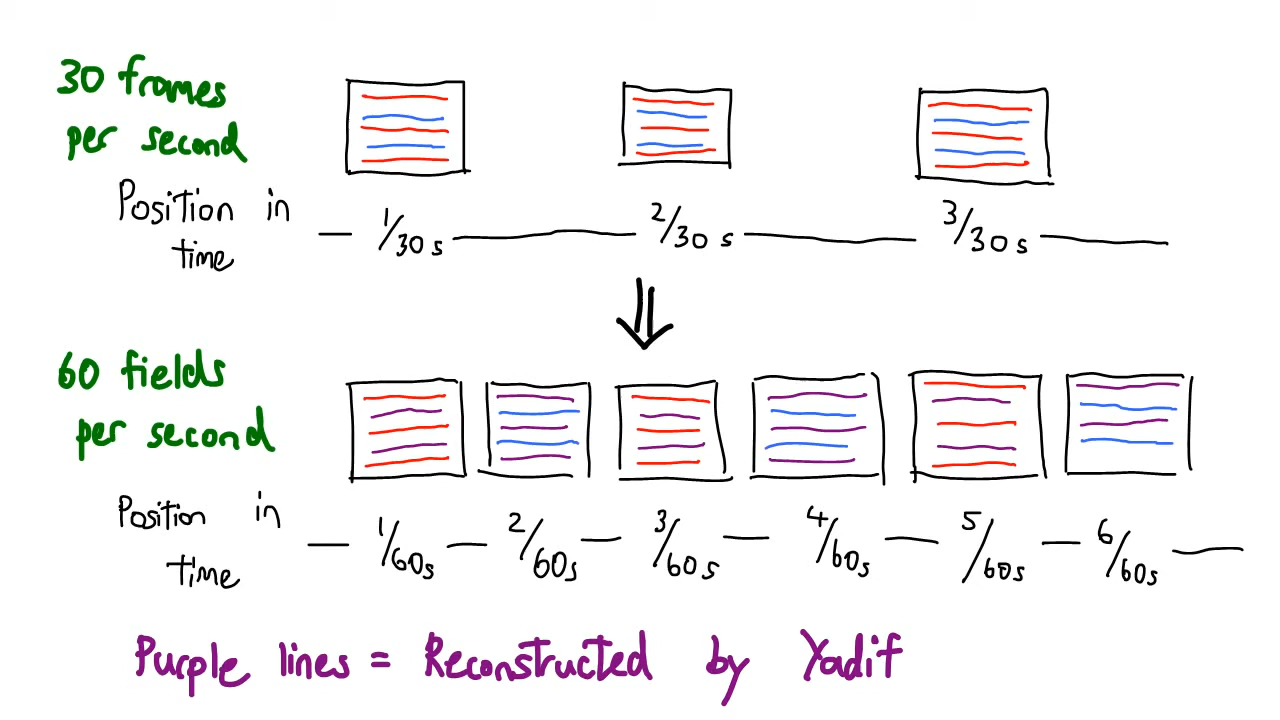 30 frames
per second
Position in
time
1/30 s
2/30 s
3/30 s
60 fields
per second
Position in
time
1/60s
2/60s
3/60s
4/60s
5/60s
6/60s
Purple lines = Reconstructed by Yadif